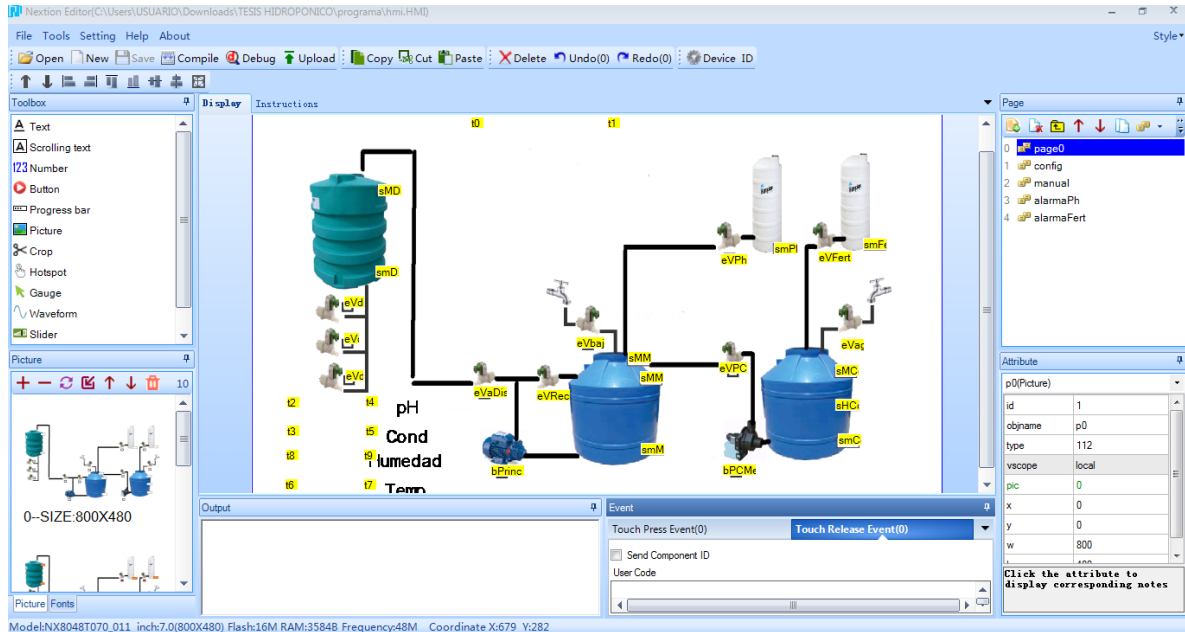 Nextion Editor(C:\Users\USUARIO\Downloads\TESIS HIDROPONICO\programa\hmi.HMI)
File Tools Setting Help About
Style
Open New Save Compile Debug Upload Copy Cut Paste Delete Undo(0) Redo(0) Device ID
Toolbox
Text
Scrolling text
Number
Button
Progress bar
Picture
Crop
Hotspot
Gauge
Waveform
Slider
Picture
10
0--SIZE:800X480
Picture Fonts
Display Instructions
t0 t1
sMD
smD
eVd
eVi
eVc
smPl
smFe
eVPh
eVFert
eVbaj
eVag
sMM
sMM
eVPC
sMC
eVaDis
eVRec
sHCi
smM
smC
bPrinc
bPCMe
t2 t4 pH
t3 t5 Cond
t8 t9 Humedad
t6 t7 Temp
Output
Event
Touch Press Event(0) Touch Release Event(0)
Send Component ID
User Code
Page
0 page0
1 config
2 manual
3 alarmaPh
4 alarmaFert
Attribute
p0(Picture)
id 1
objname p0
type 112
vscope local
pic 0
x 0
y 0
w 800
Click the attribute to
display corresponding notes
Model:NX8048T070_011 inch:7.0(800X480) Flash:16M RAM:3584B Frequency:48M Coordinate X:679 Y:282